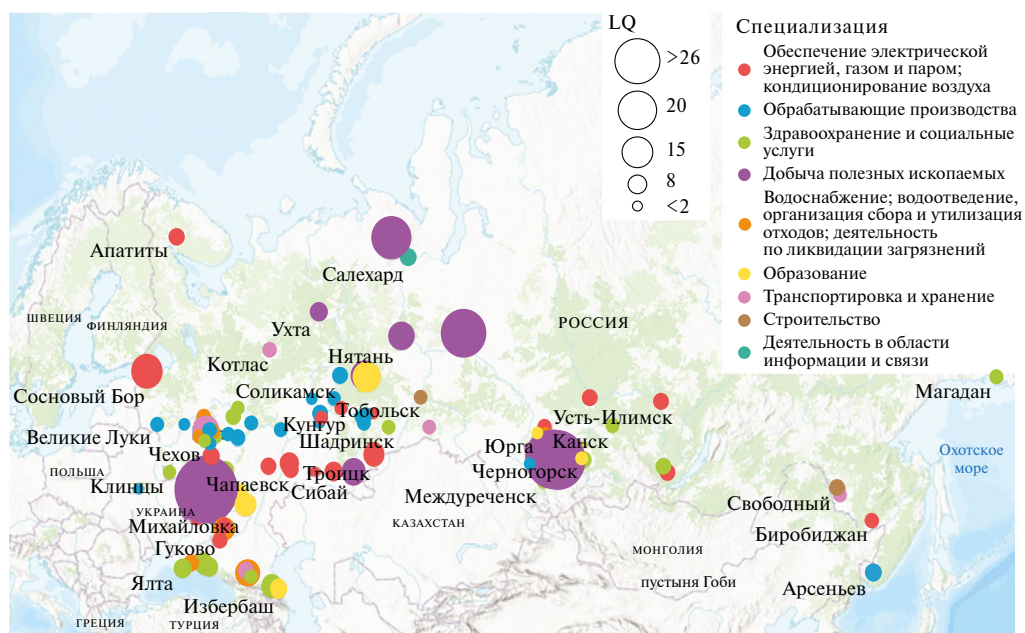 LQ
>26
20
15
8
<2
Специализация
Обеспечение электрической
энергией, газом и паром;
кондиционирование воздуха
Обрабатывающие производства
Здравоохранение и социальные
услуги
Добыча полезных ископаемых
Водоснабжение; водоотведение,
организация сбора и утилизация
отходов; деятельность
по ликвидации загрязнений
Образование
Транспортировка и хранение
Строительство
Деятельность в области
информации и связи
Апатиты
Салехард
ШВЕЦИЯ
ФИНЛЯНДИЯ
Ухта
РОССИЯ
Котлас
Нятань
Сосновый Бор
Соликамск
Магадан
Тобольск
Усть-Илимск
Великие Луки
Кунгур
Шадринск
Юрга
Канск
Охотское
море
Чехов
ПОЛЬША
Троицк
Черногорск
Клинцы
Чапаевск
Сибай
Междуреченск
Свободный
УКРАИНА
Михайловка
КАЗАХСТАН
Биробиджан
Гуково
МОНГОЛИЯ
Ялта
пустыня Гоби
Арсеньев
Избербаш
ГРЕЦИЯ
ТУРЦИЯ